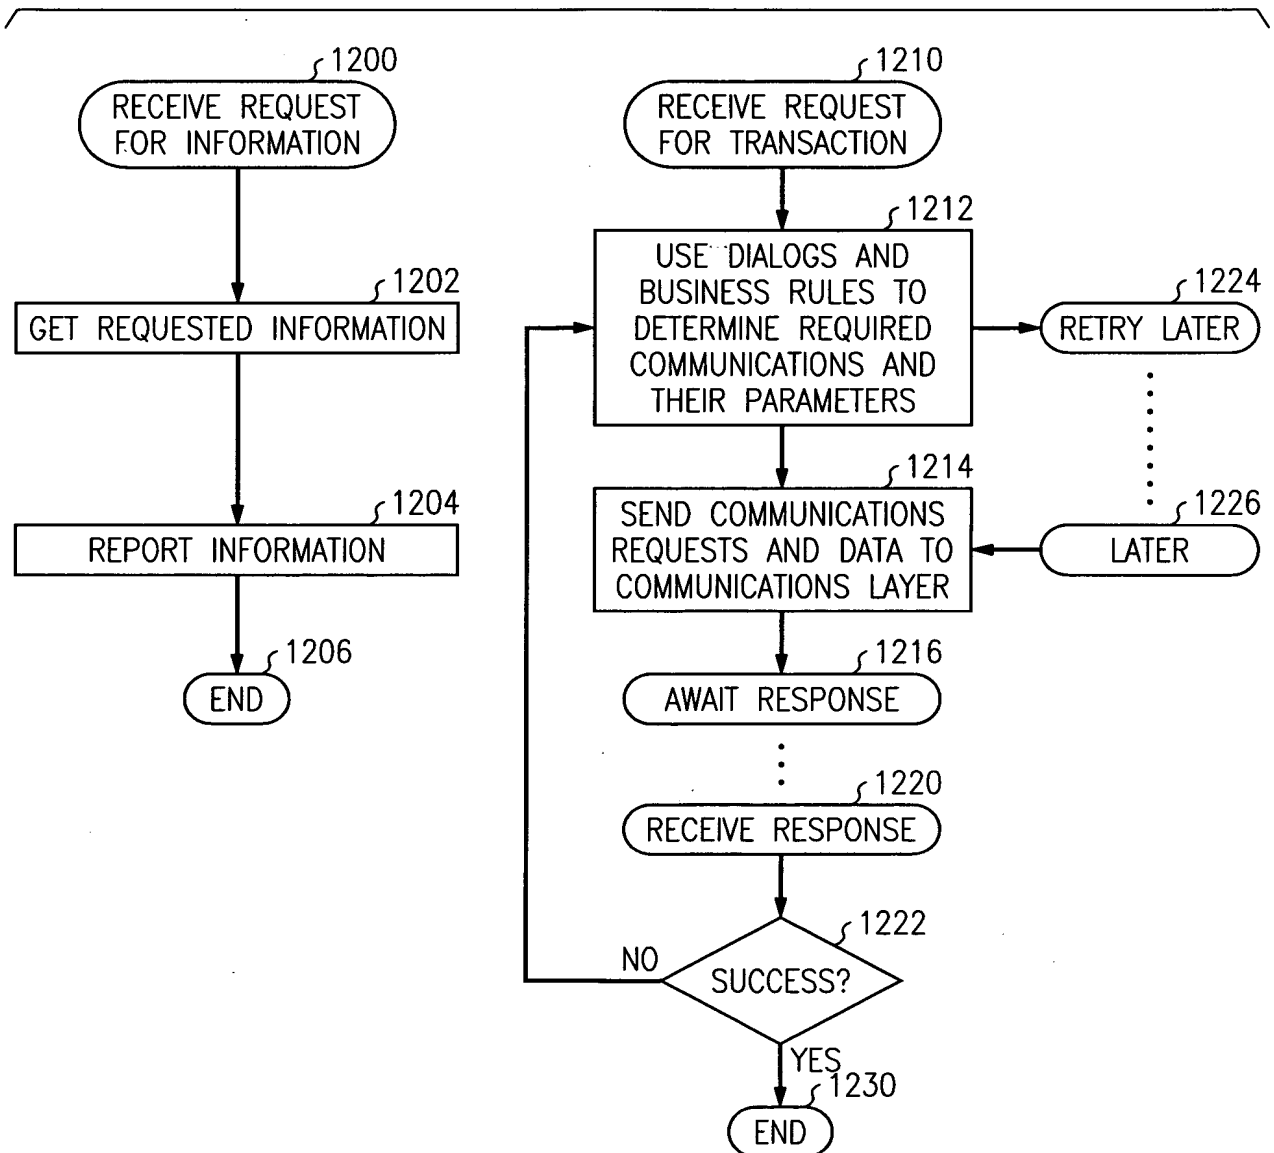 1200
RECEIVE REQUEST
FOR INFORMATION
1202
GET REQUESTED INFORMATION
1204
REPORT INFORMATION
1206
END
1210
RECEIVE REQUEST
FOR TRANSACTION
1212
USE DIALOGS AND
BUSINESS RULES TO
DETERMINE REQUIRED
COMMUNICATIONS AND
THEIR PARAMETERS
1224
RETRY LATER
1214
SEND COMMUNICATIONS
REQUESTS AND DATA TO
COMMUNICATIONS LAYER
1226
LATER
1216
AWAIT RESPONSE
1220
RECEIVE RESPONSE
1222
SUCCESS?
NO
YES
1230
END